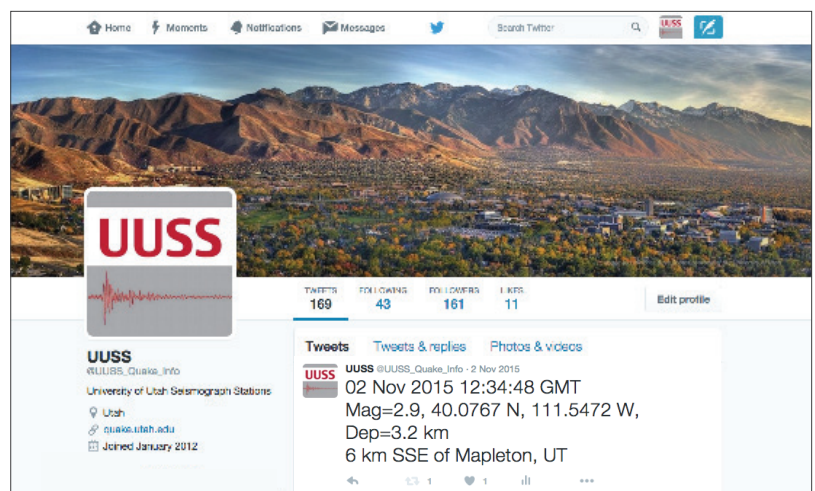 Home Moments Notifications Messages Search Twitter UUSS
UUSS
TWEETS FOLLOWING FOLLOWERS LIKES
169 43 161 11
Edit profile
UUSS
@UUSS_Quake_Info
University of Utah Seismograph Stations
Utah
quake.utah.edu
Joined January 2012
Tweets Tweets & replies Photos & videos
UUSS
UUSS @UUSS_Quake_Info · 2 Nov 2015
02 Nov 2015 12:34:48 GMT
Mag=2.9, 40.0767 N, 111.5472 W,
Dep=3.2 km
6 km SSE of Mapleton, UT
1 1